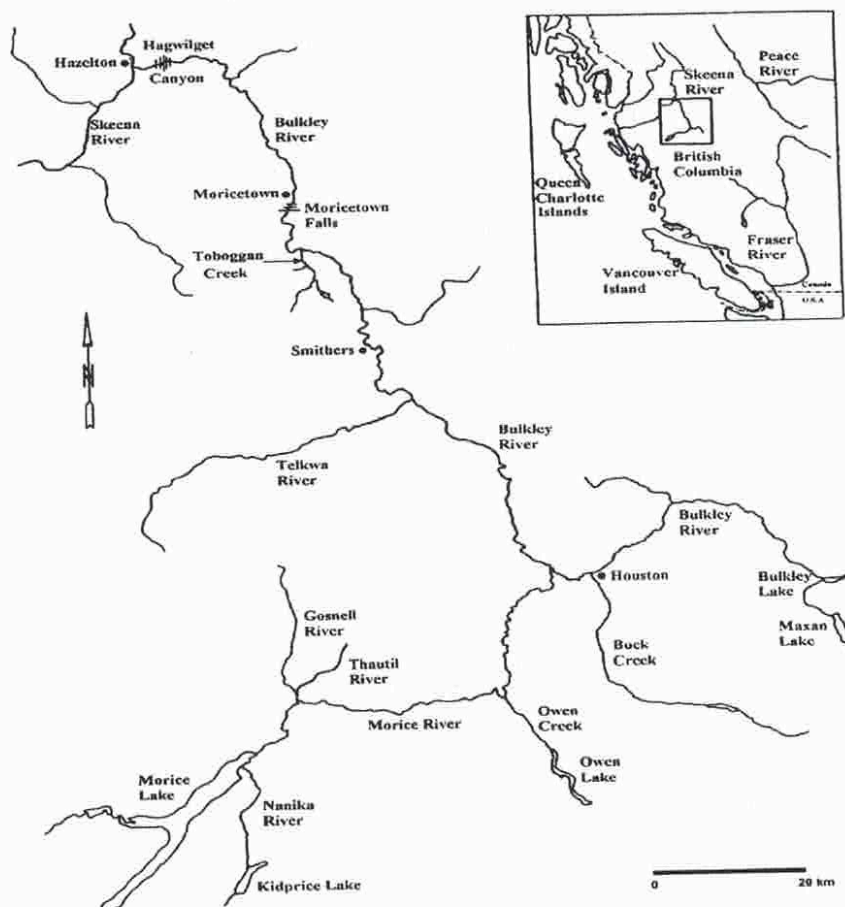 Hagwilget
Hazelton
Canyon
Skeena
River
Bulkley
River
Moricetown
Moricetown
Falls
Toboggan
Creek
N
Smithers
Telkwa
River
Bulkley
River
Bulkley
River
Houston
Bulkley
Lake
Maxan
Lake
Buck
Creek
Gosnell
River
Thautil
River
Morice River
Owen
Creek
Owen
Lake
Morice
Lake
Nanika
River
Kidprice Lake
0 20 km
Peace
River
Skeena
River
British
Columbia
Queen
Charlotte
Islands
Fraser
River
Vancouver
Island
Canada
U.S.A